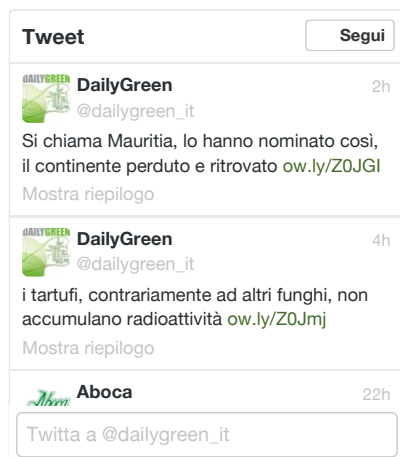 Tweet
Segui
DAILYGREEN
DailyGreen
2h
@dailygreen_it
Si chiama Mauritia, lo hanno nominato così,
il continente perduto e ritrovato ow.ly/Z0JGI
Mostra riepilogo
DAILYGREEN
DailyGreen
4h
@dailygreen_it
i tartufi, contrariamente ad altri funghi, non
accumulano radioattività ow.ly/Z0Jmj
Mostra riepilogo
Aboca
Aboca
22h
Twitta a @dailygreen_it